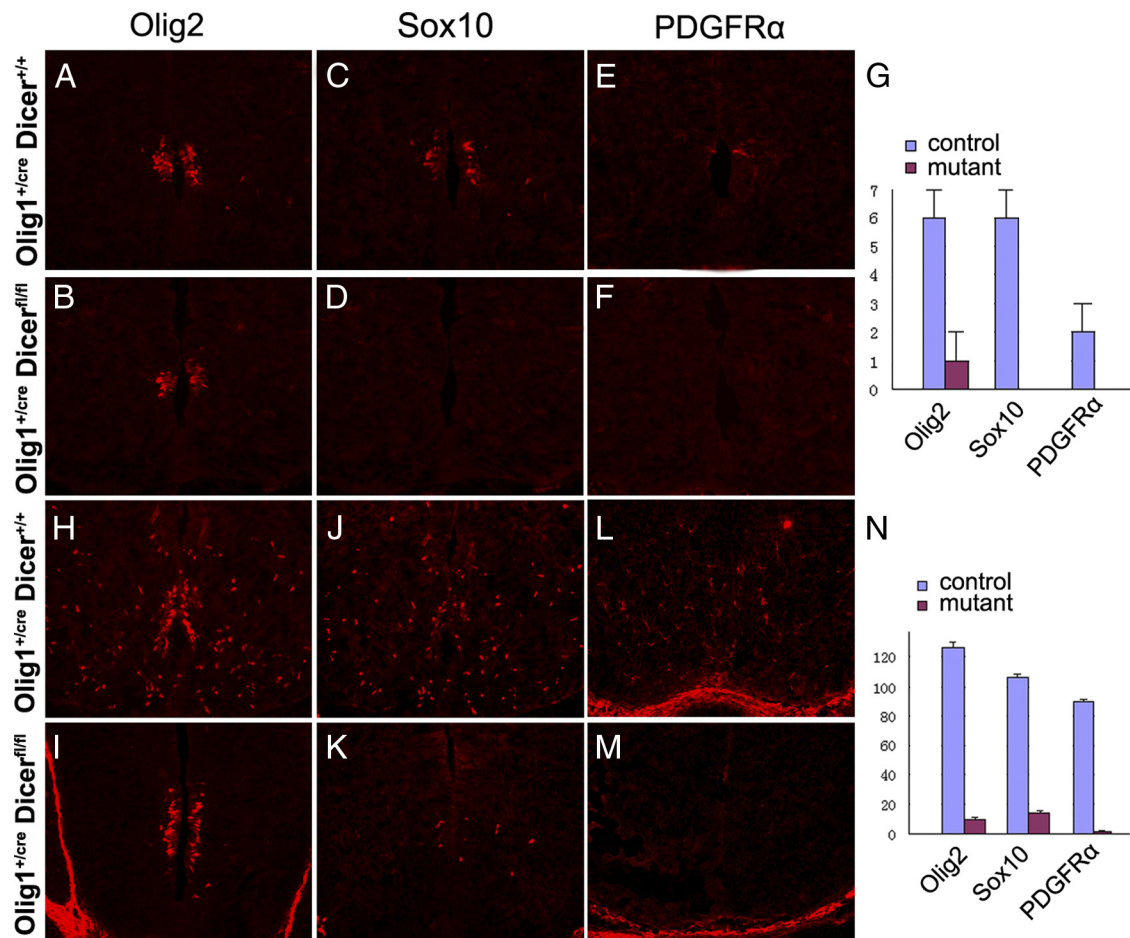 Olig2 Sox10 PDGFRα
Olig1+/cre Dicer+/+
A C E
Olig1+/cre Dicerfl/fl
B D F
Olig1+/cre Dicer+/+
H J L
Olig1+/cre Dicerfl/fl
I K M
G
control
mutant
7
6
5
4
3
2
1
0
Olig2 Sox10 PDGFRα
N
control
mutant
120
100
80
60
40
20
0
Olig2 Sox10 PDGFRα